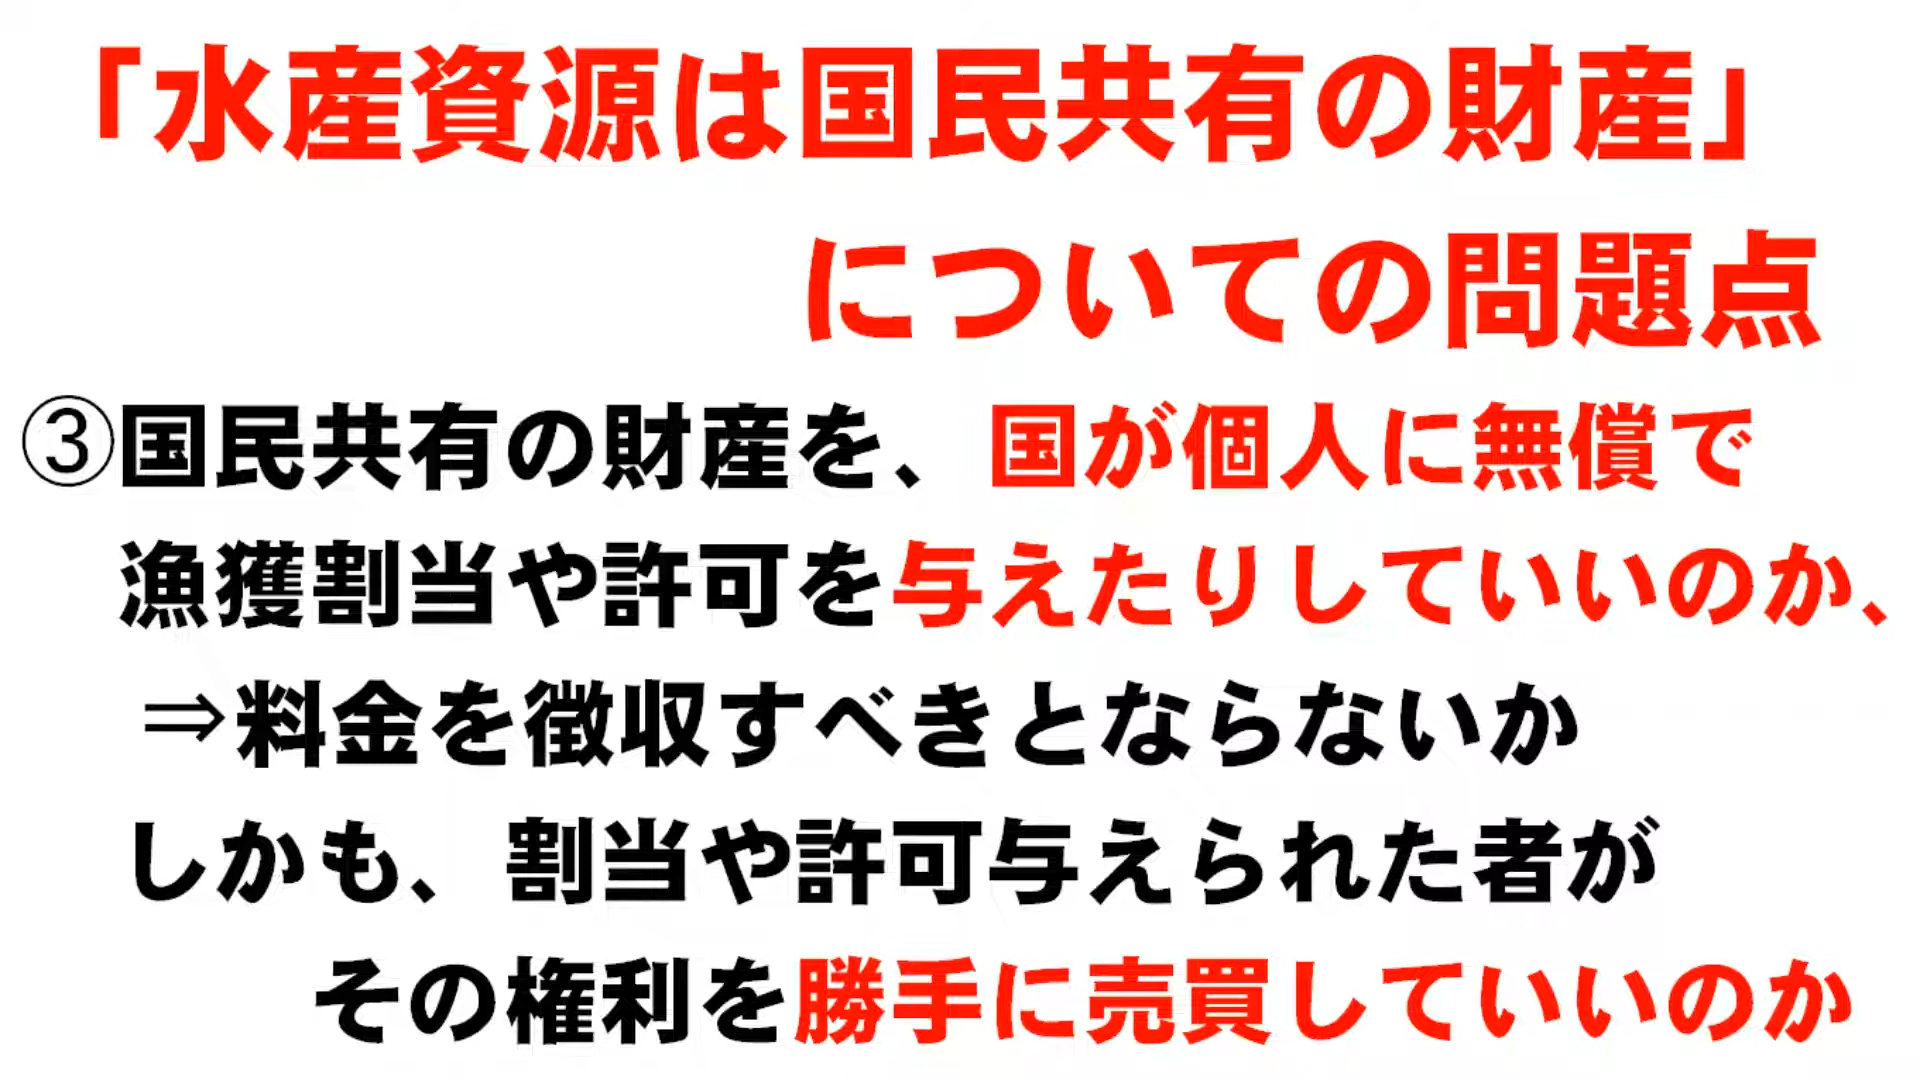 「水産資源は国民共有の財産」
についての問題点
③国民共有の財産を、国が個人に無償で
漁獲割当や許可を与えたりしていいのか、
⇒料金を徴収すべきとならないか
しかも、割当や許可与えられた者が
その権利を勝手に売買していいのか